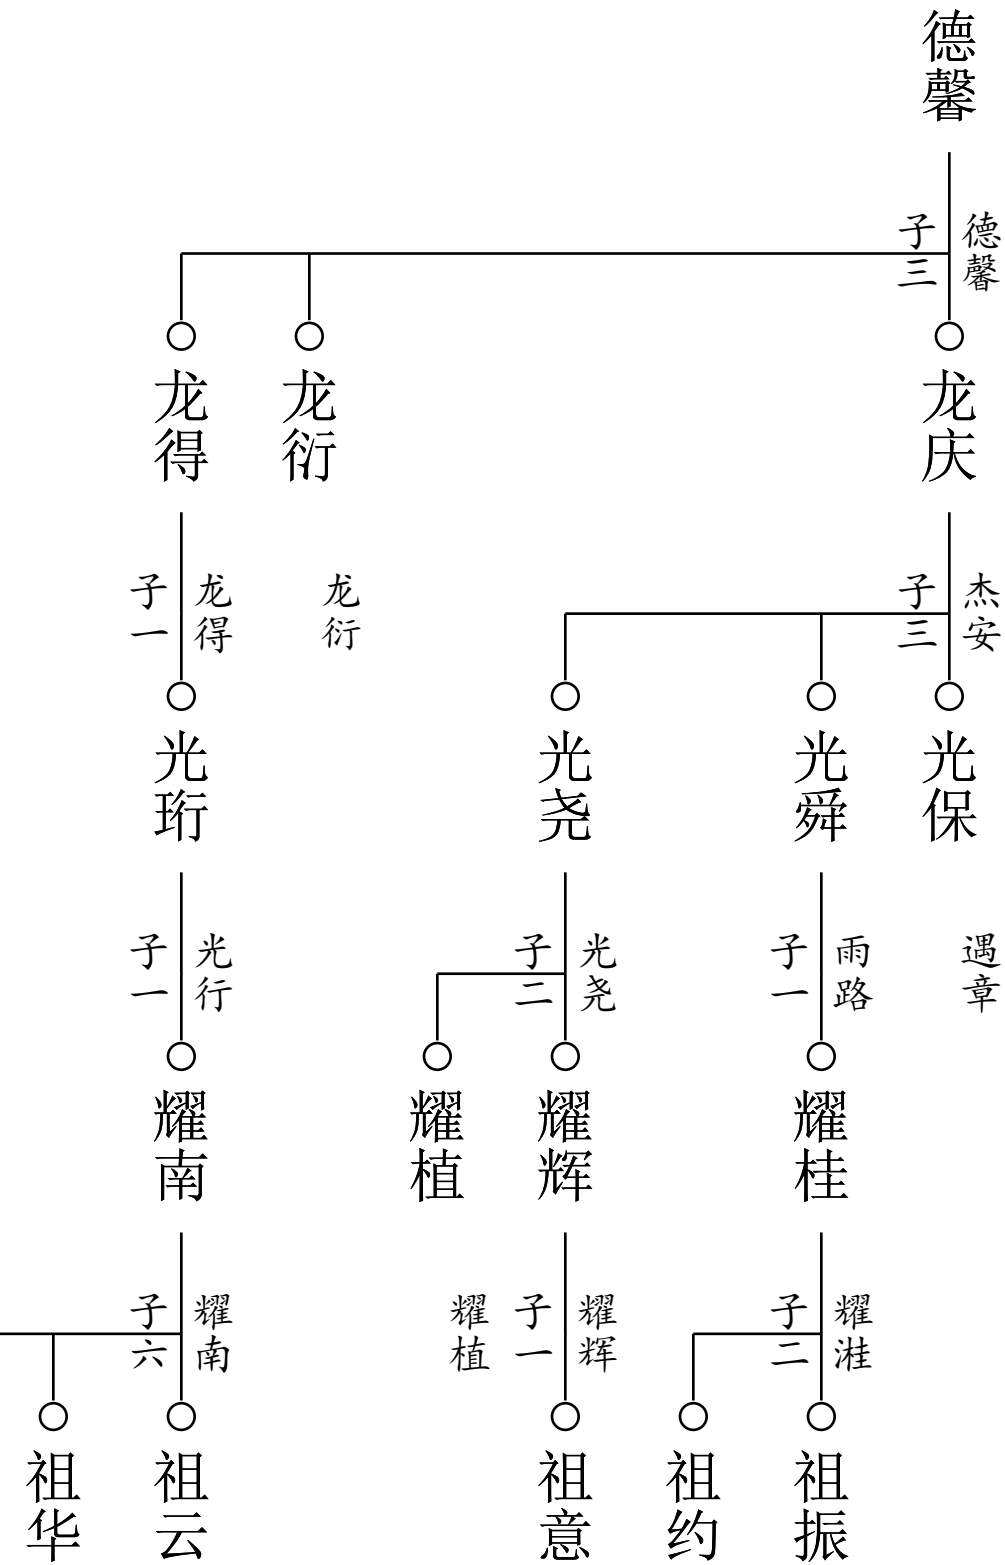 德馨
德馨
子三
龙庆
龙衍
龙得
杰安
子三
龙衍
龙得
子一
光保
光舜
光尧
光珩
遇章
雨路
子一
光尧
子二
光行
子一
耀桂
耀辉
耀植
耀南
耀溎
子二
耀辉
子一
耀植
耀南
子六
祖振
祖约
祖意
祖云
祖华